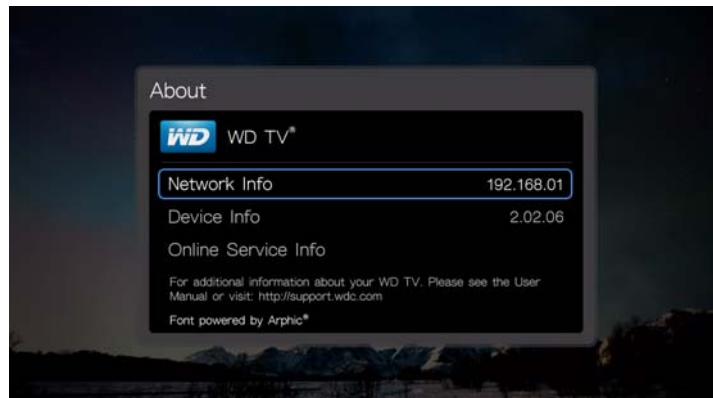 About
WD WD TV®
Network Info 192.168.01
Device Info 2.02.06
Online Service Info
For additional information about your WD TV. Please see the User
Manual or visit: http://support.wdc.com
Font powered by Arphic®